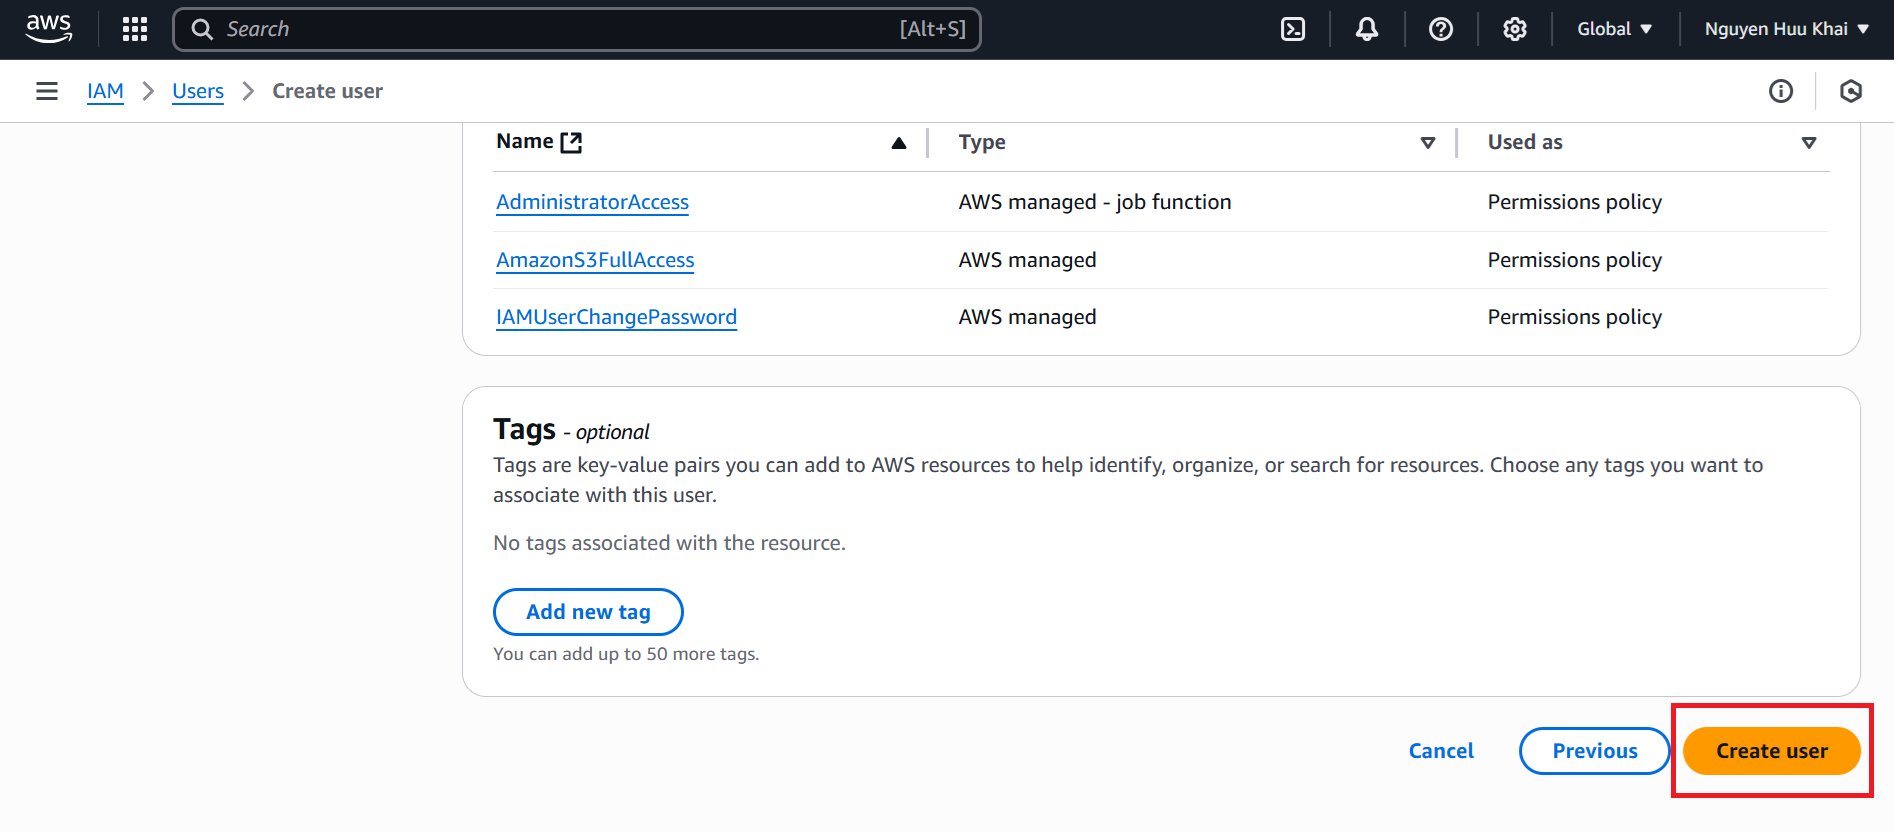 aws
Search [Alt+S] Global Nguyen Huu Khai
IAM Users Create user
Name Type Used as
AdministratorAccess AWS managed - job function Permissions policy
AmazonS3FullAccess AWS managed Permissions policy
IAMUserChangePassword AWS managed Permissions policy
Tags - optional
Tags are key-value pairs you can add to AWS resources to help identify, organize, or search for resources. Choose any tags you want to
associate with this user.
No tags associated with the resource.
Add new tag
You can add up to 50 more tags.
Cancel Previous Create user